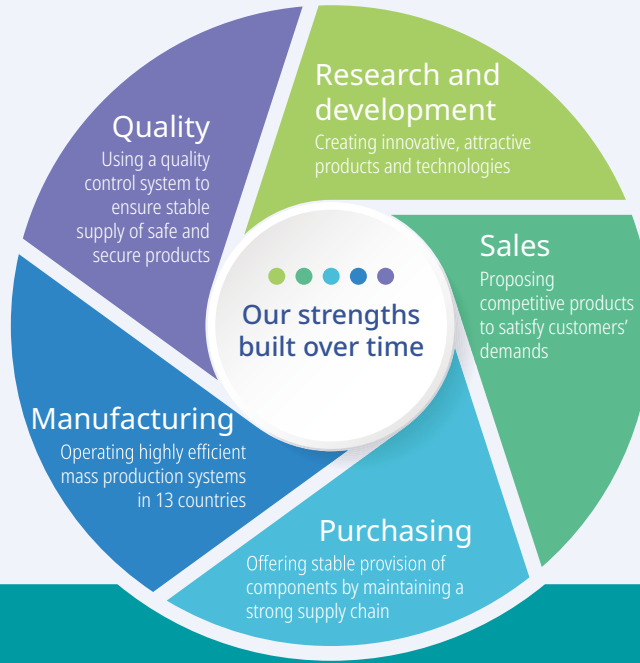 Research and
development
Creating innovative, attractive
products and technologies
Sales
Proposing
competitive products
to satisfy customers’
demands
Purchasing
Offering stable provision of
components by maintaining a
strong supply chain
Manufacturing
Operating highly efficient
mass production systems
in 13 countries
Quality
Using a quality
control system to
ensure stable
supply of safe and
secure products
Our strengths
built over time